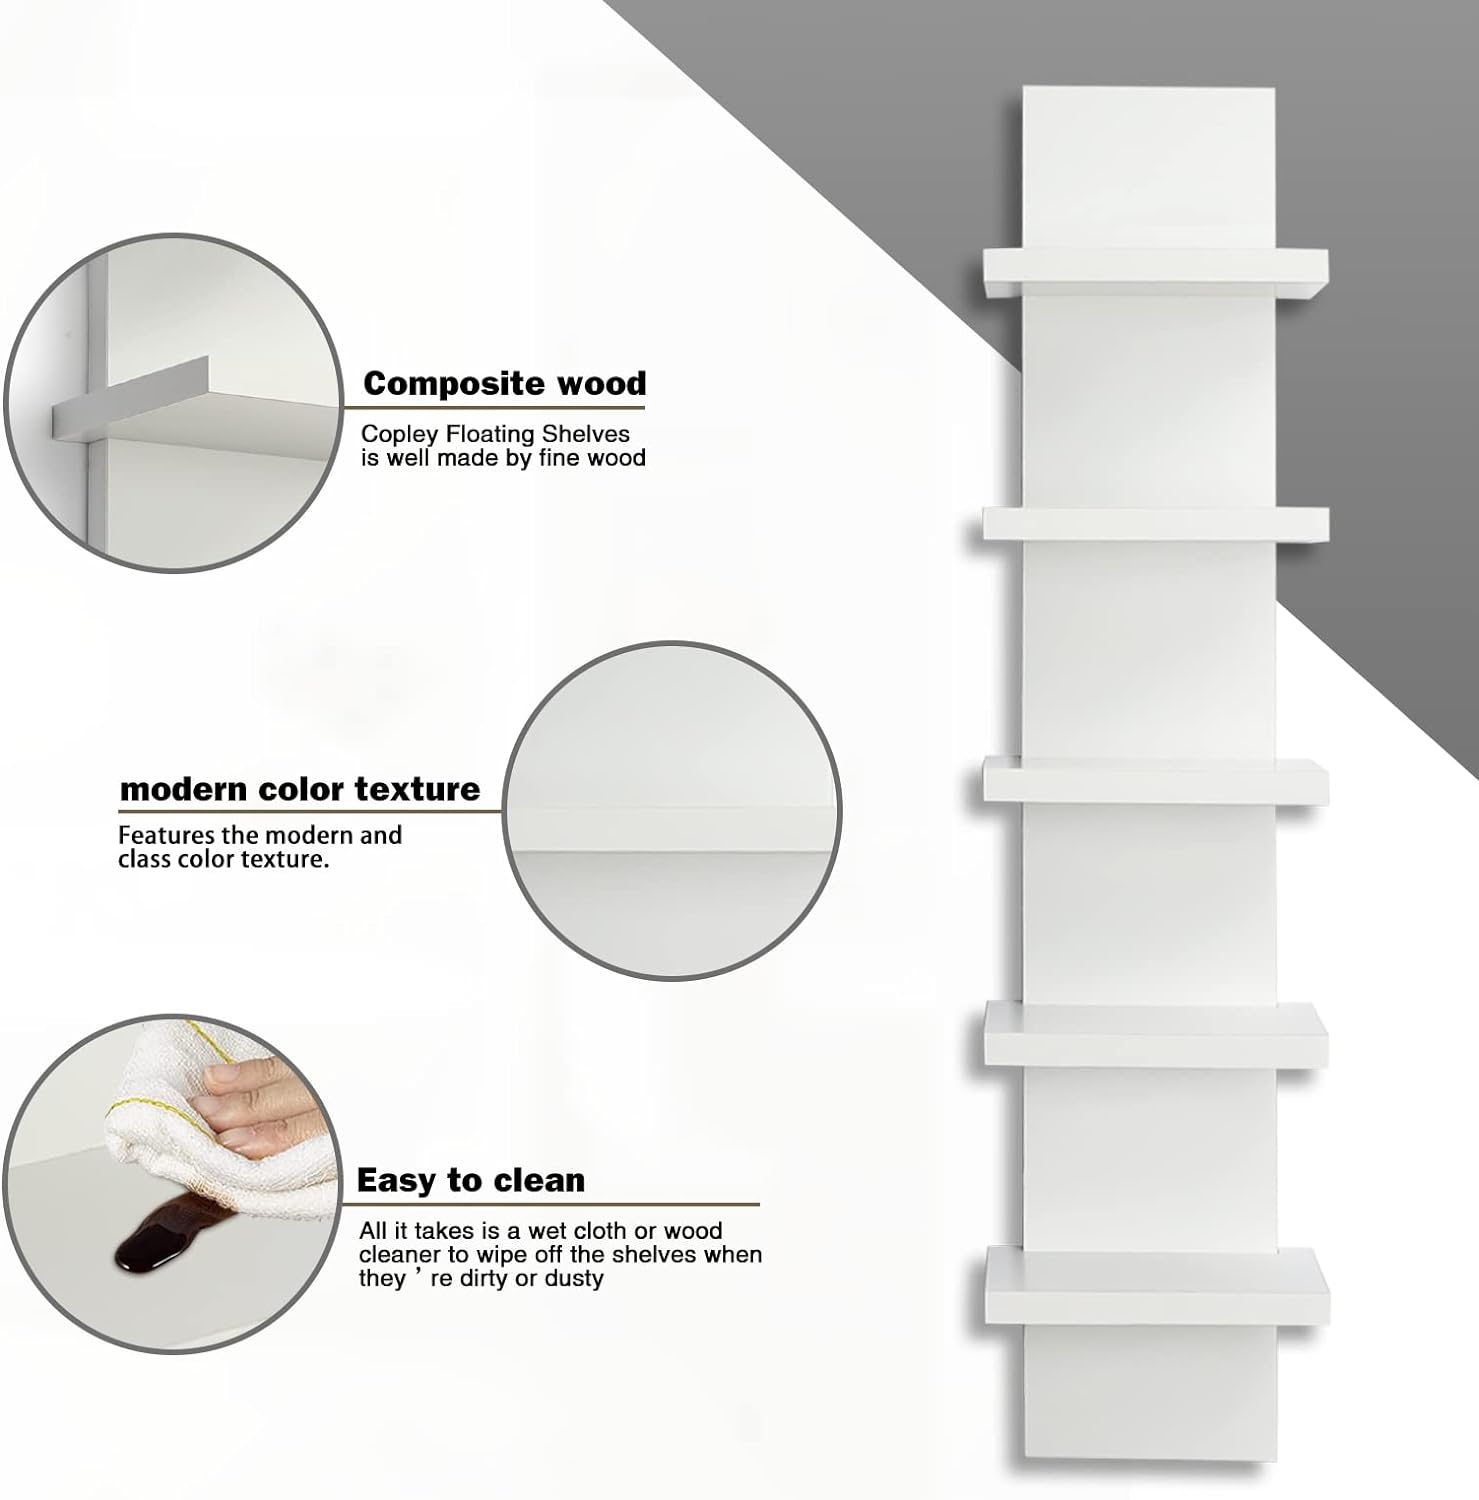 Composite wood
Copley Floating Shelves
is well made by fine wood
modern color texture
Features the modern and
class color texture.
Easy to clean
All it takes is a wet cloth or wood
cleaner to wipe off the shelves when
they ’ re dirty or dusty